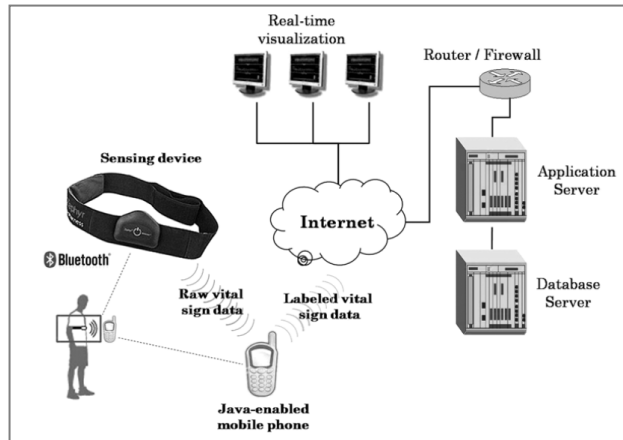 Real-time
visualization
Router / Firewall
Sensing device
Application
Server
Internet
Bluetooth
Raw vital
sign data
Labeled vital
sign data
Database
Server
Java-enabled
mobile phone